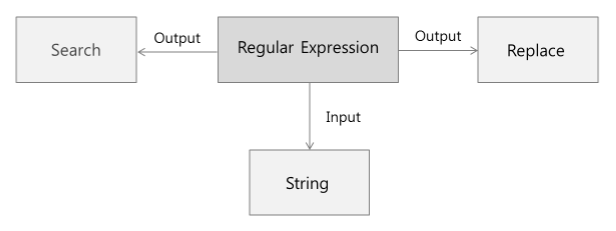 Search
Output
Regular Expression
Output
Replace
Input
String